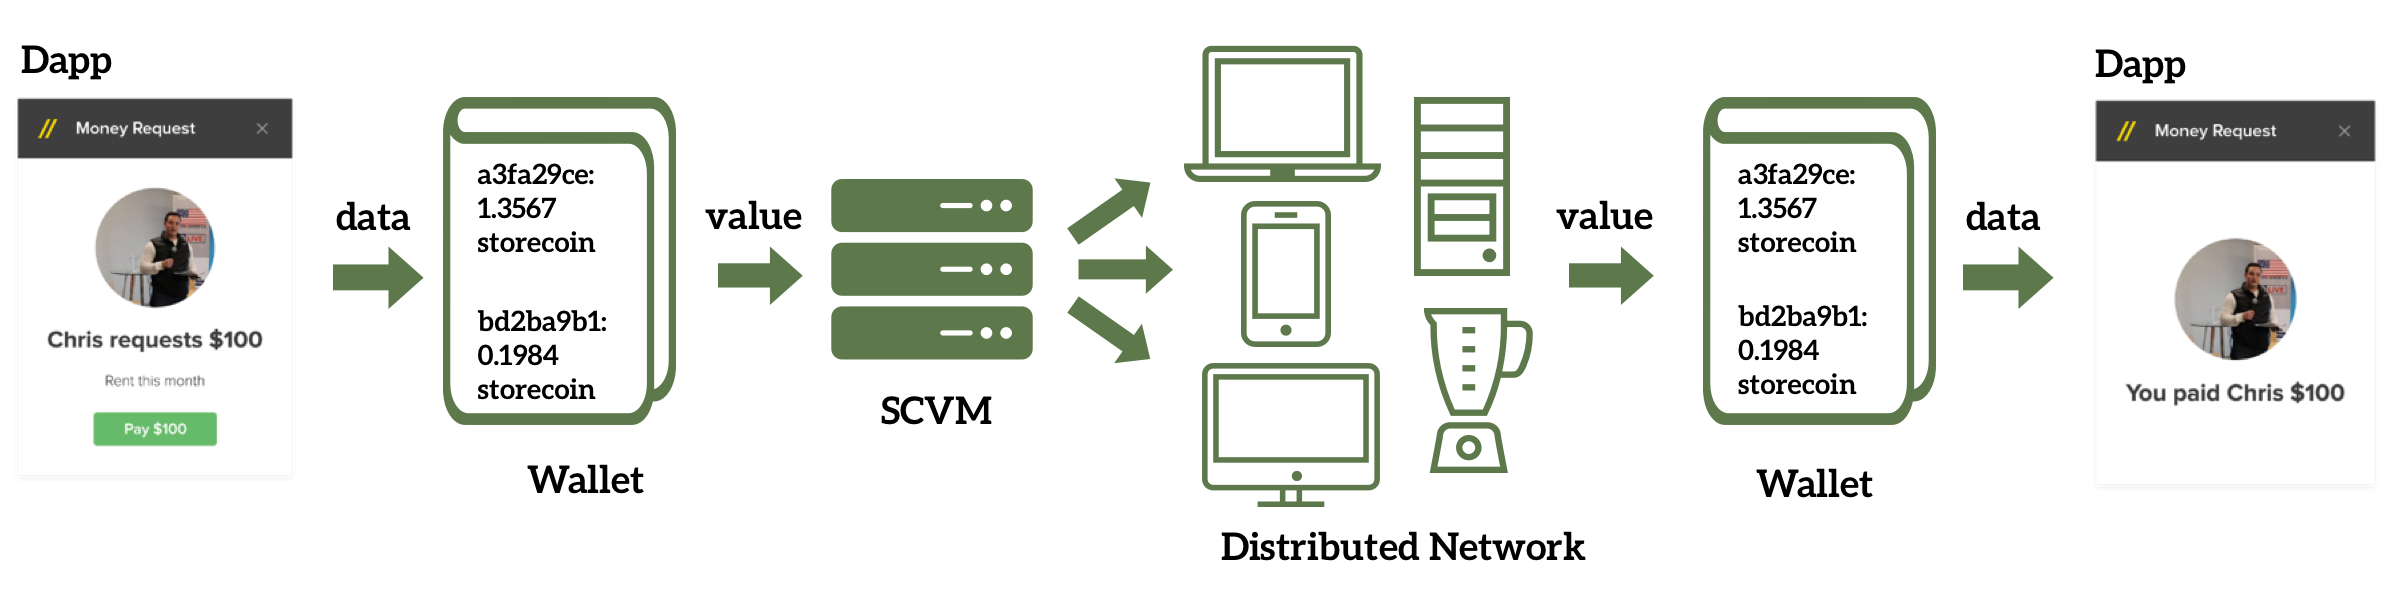 Dapp
// Money Request ×
Chris requests $100
Rent this month
Pay $100
data
a3fa29ce:
1.3567
storecoin
bd2ba9b1:
0.1984
storecoin
Wallet
value
SCVM
Distributed Network
value
a3fa29ce:
1.3567
storecoin
bd2ba9b1:
0.1984
storecoin
Wallet
data
Dapp
// Money Request ×
LIVE
You paid Chris $100